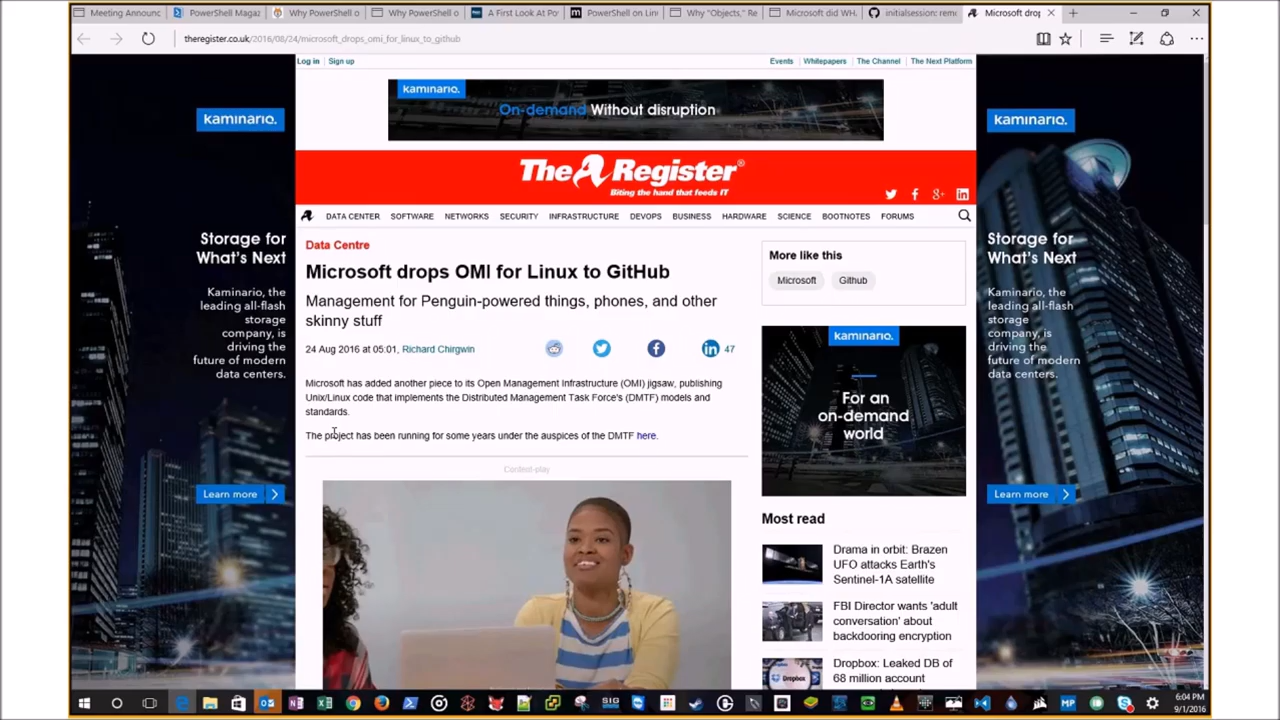 Meeting Announc
PowerShell Magaz
Why PowerShell o
Why PowerShell o
A First Look At Po
PowerShell on Lin
Why "Objects," Re
Microsoft did WH
initialsession: rem
Microsoft drop
theregister.co.uk/2016/08/24/microsoft_drops_omi_for_linux_to_github
Log in | Sign up
Events Whitepapers The Channel The Next Platform
kaminario.
On-demand Without disruption
kaminario.
Storage for
What's Next
Kaminario, the
leading all-flash
storage
company, is
driving the
future of modern
data centers.
Learn more
The Register®
Biting the hand that feeds IT
DATA CENTER SOFTWARE NETWORKS SECURITY INFRASTRUCTURE DEVOPS BUSINESS HARDWARE SCIENCE BOOTNOTES FORUMS
Data Centre
Microsoft drops OMI for Linux to GitHub
Management for Penguin-powered things, phones, and other
skinny stuff
24 Aug 2016 at 05:01, Richard Chirgwin
47
Microsoft has added another piece to its Open Management Infrastructure (OMI) jigsaw, publishing
Unix/Linux code that implements the Distributed Management Task Force's (DMTF) models and
standards.
The project has been running for some years under the auspices of the DMTF here.
More like this
Microsoft Github
kaminario.
For an
on-demand
world
Most read
Drama in orbit: Brazen
UFO attacks Earth's
Sentinel-1A satellite
FBI Director wants 'adult
conversation' about
backdooring encryption
Dropbox: Leaked DB of
68 million account
kaminario.
Storage for
What's Next
Kaminario, the
leading all-flash
storage
company, is
driving the
future of modern
data centers.
Learn more
SIG
MP
6:04 PM
9/1/2016